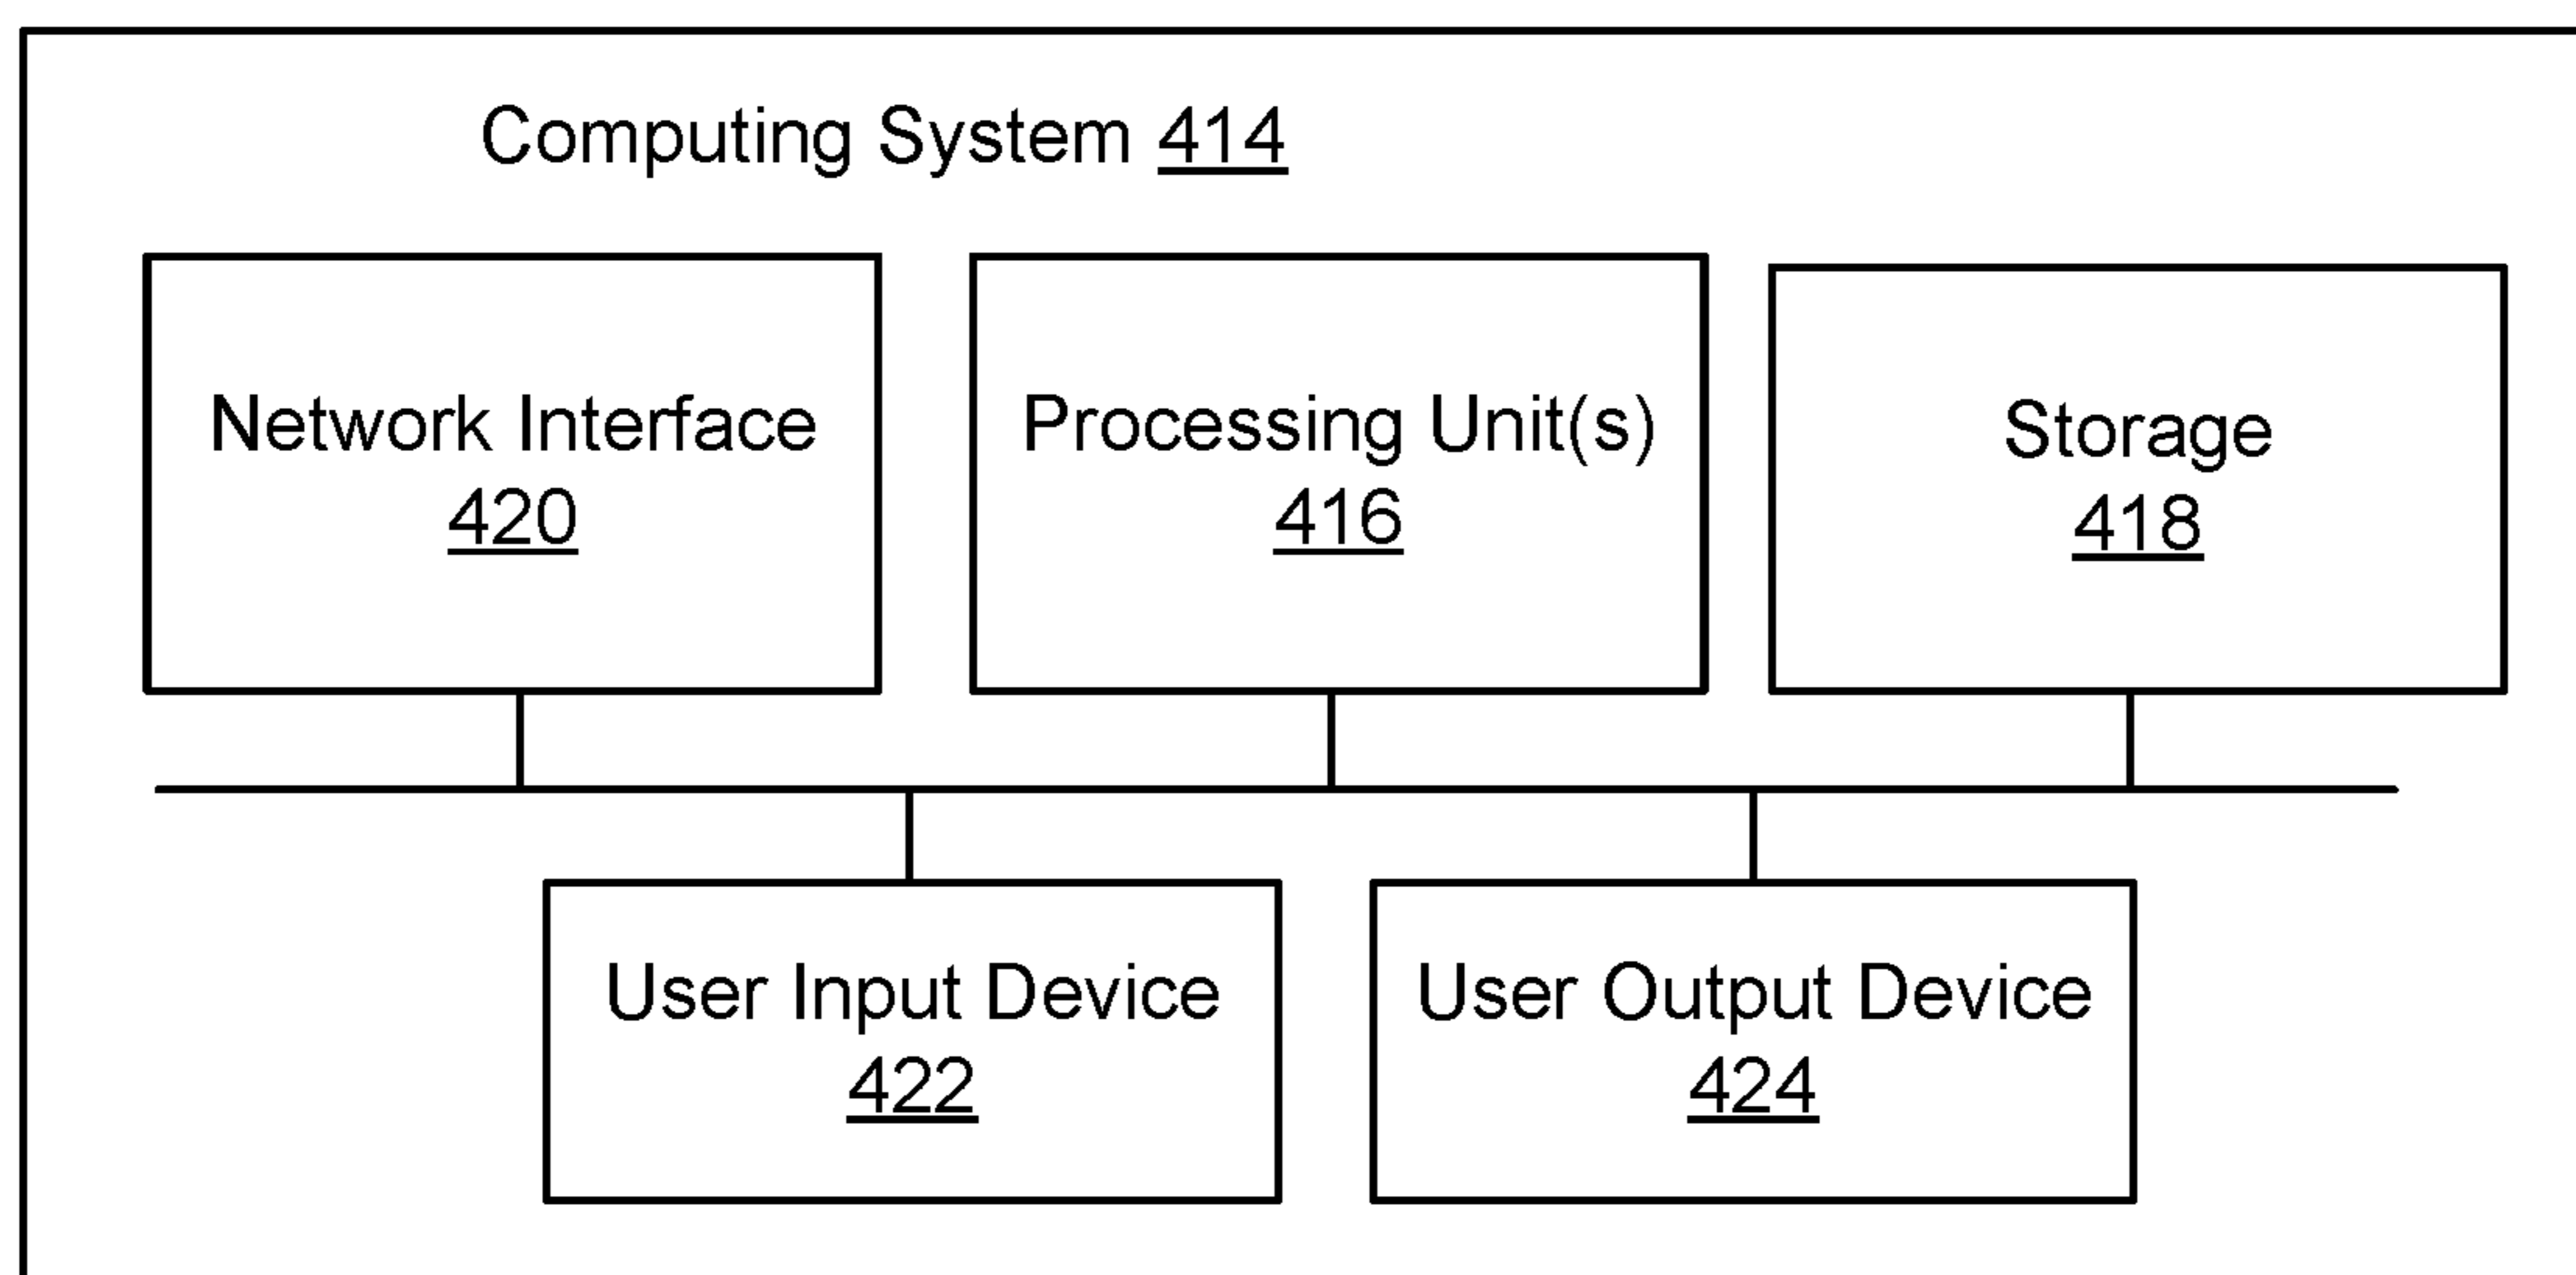 Computing System 414
Network Interface
420
Processing Unit(s)
416
Storage
418
User Input Device
422
User Output Device
424